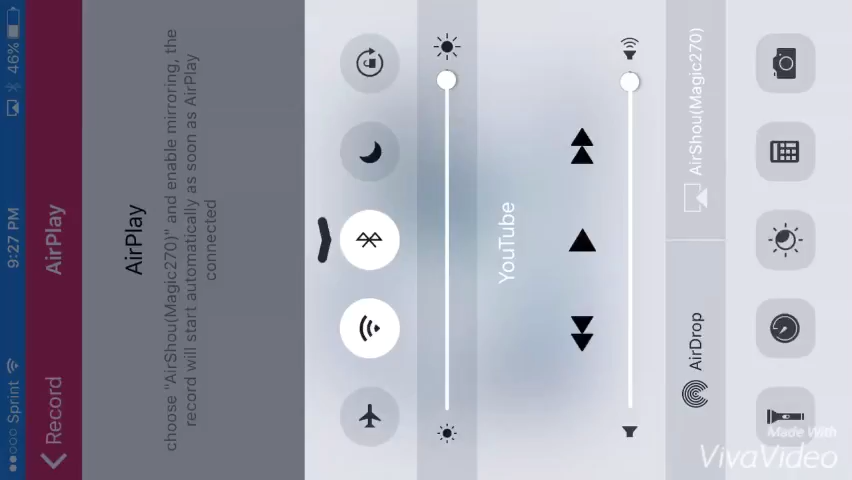 ●●○○○ Sprint 9:27 PM 46%
Record AirPlay
AirPlay
choose "AirShou(Magic270)" and enable mirroring, the
record will start automatically as soon as AirPlay
connected
YouTube
AirDrop AirShou(Magic270)
Made With
VivaVideo